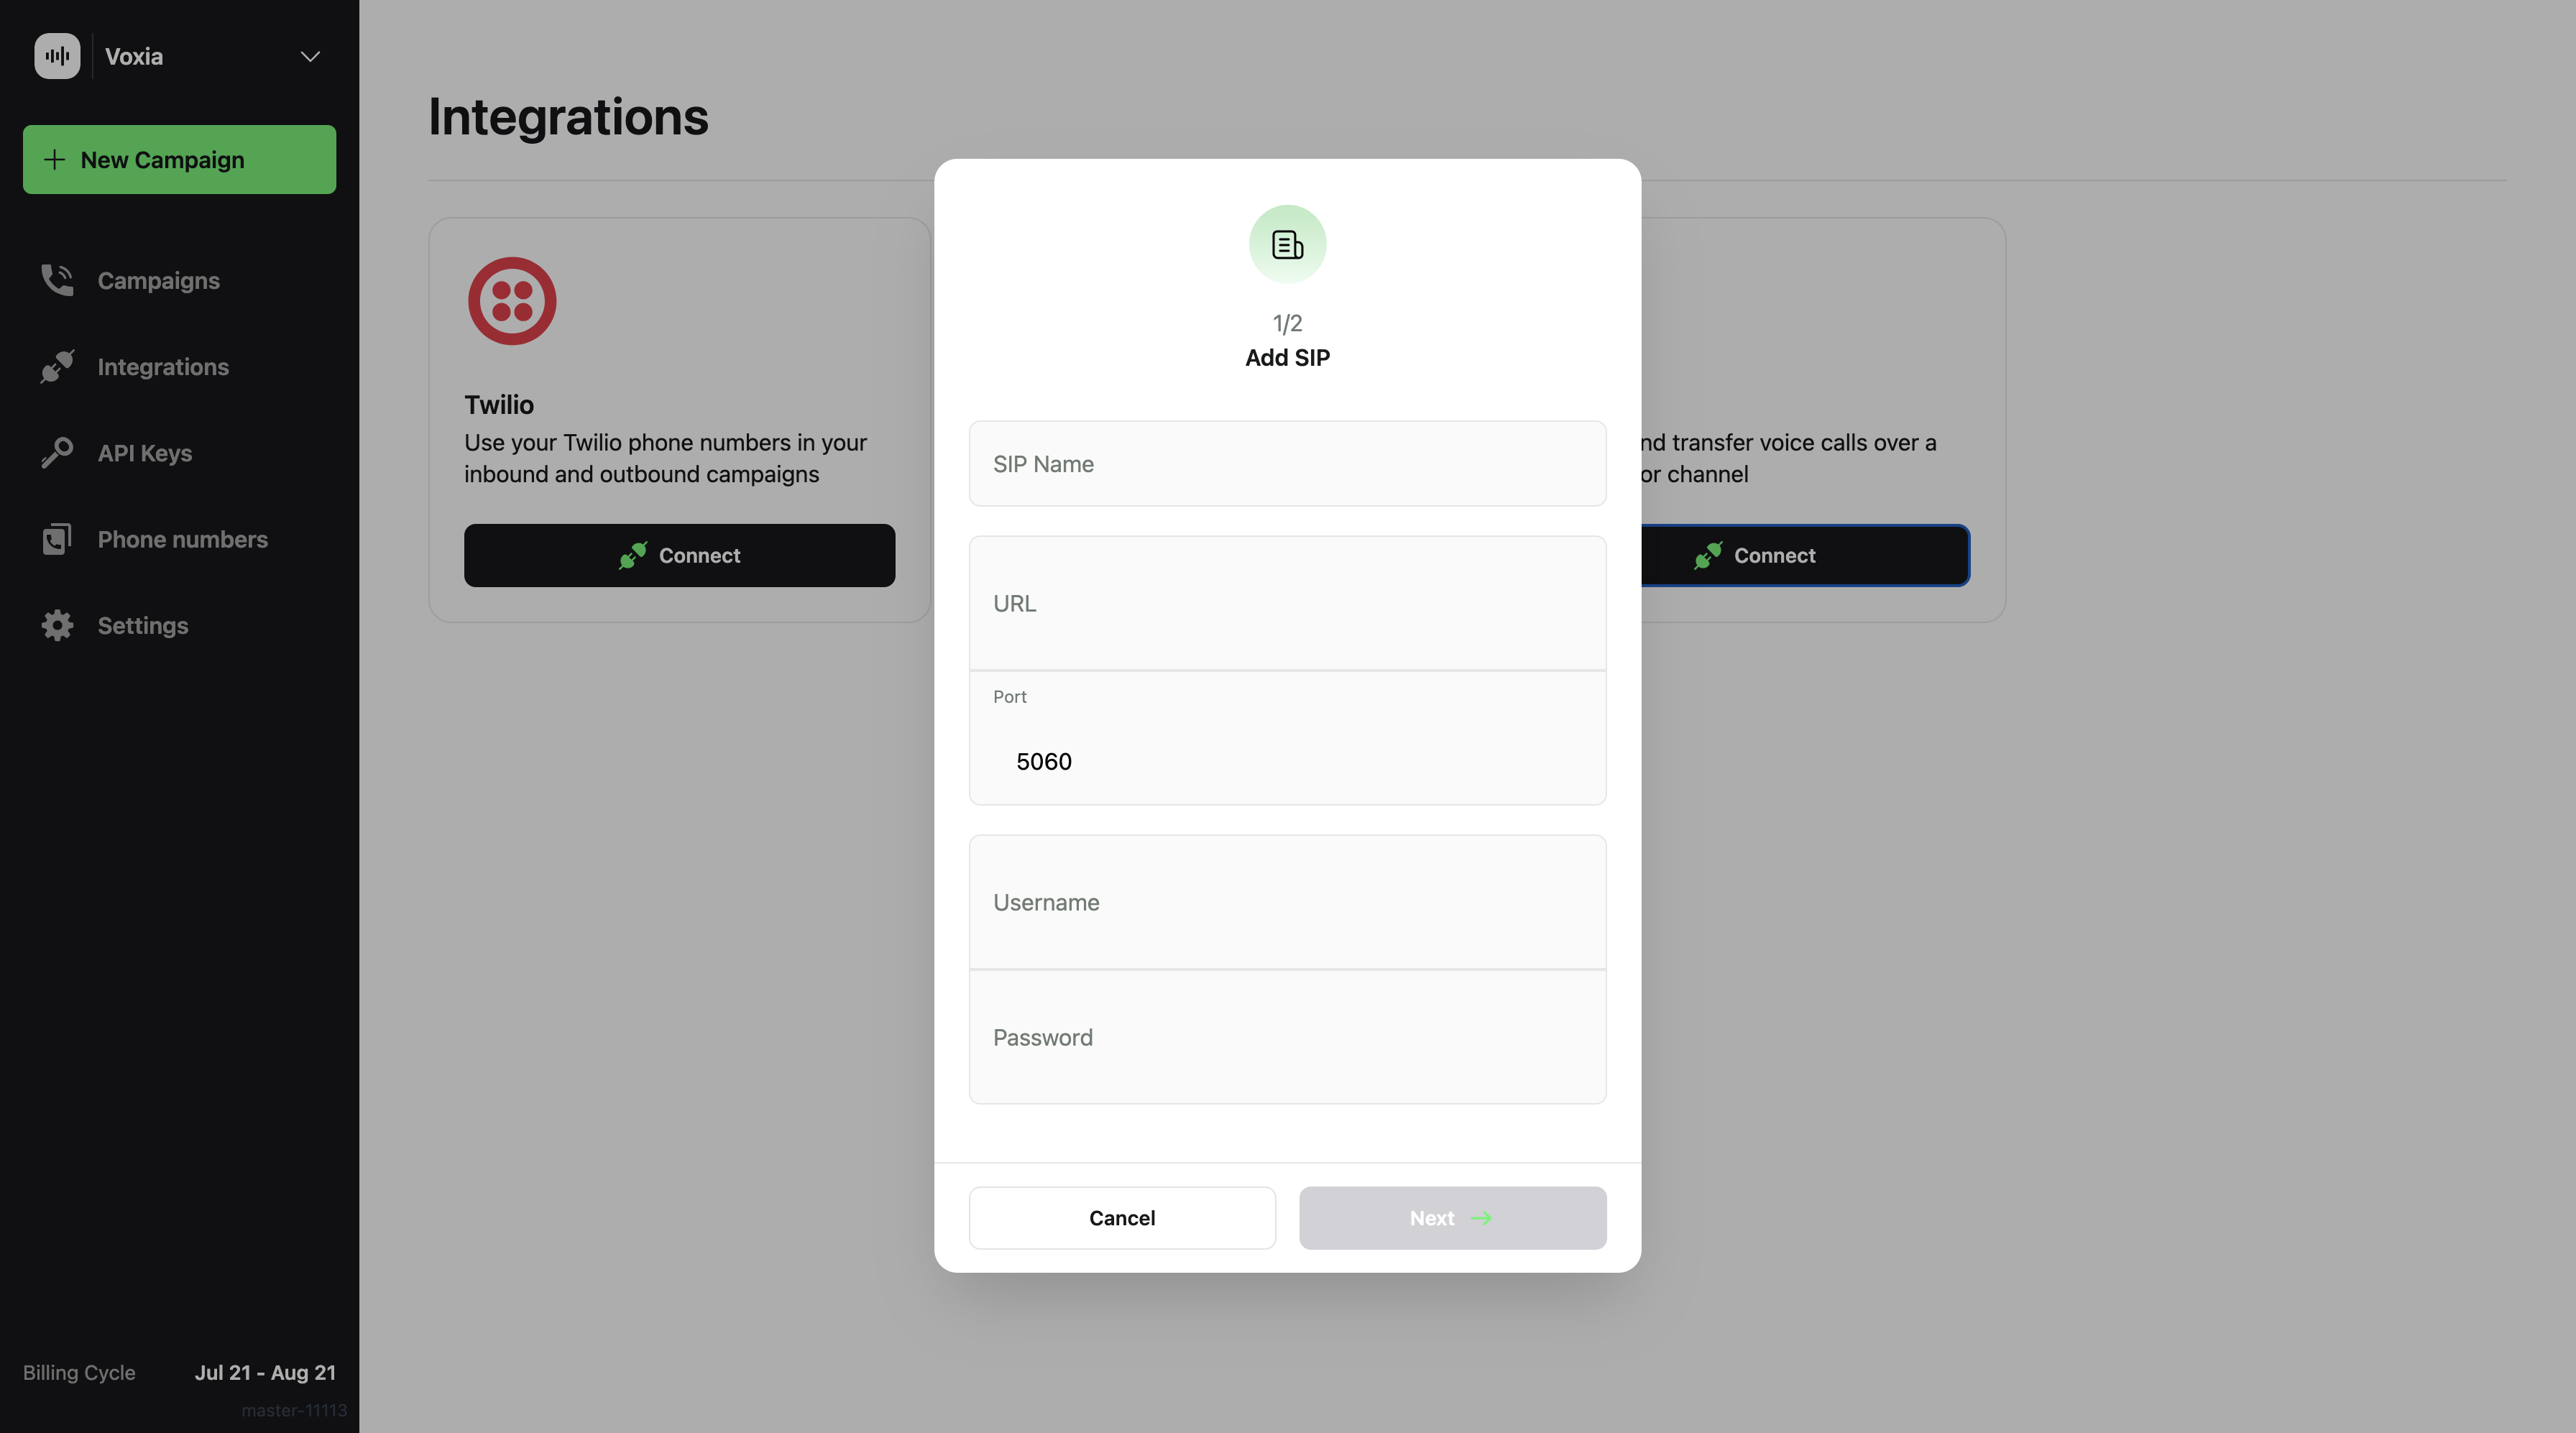 Voxia
New Campaign
Campaigns
Integrations
API Keys
Phone numbers
Settings
Billing Cycle
Jul 21 - Aug 21
master-11113
Integrations
Twilio
Use your Twilio phone numbers in your
inbound and outbound campaigns
Connect
nd transfer voice calls over a
or channel
Connect
1/2
Add SIP
SIP Name
URL
Port
5060
Username
Password
Cancel
Next